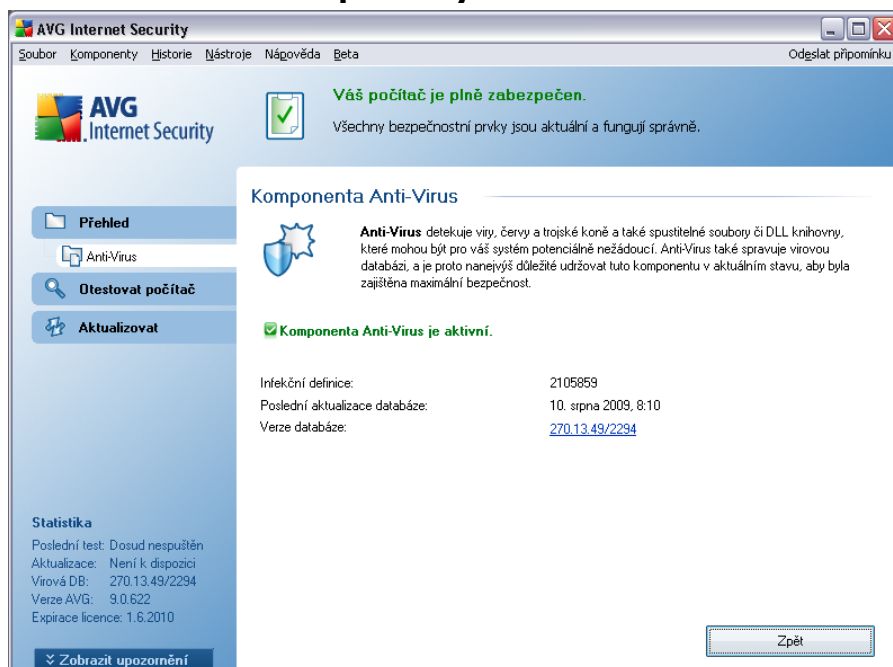 AVG Internet Security
Soubor Komponenty Historie Nástroje Nápověda Beta Odeslat připomínku
AVG
Internet Security
Váš počítač je plně zabezpečen.
Všechny bezpečnostní prvky jsou aktuální a fungují správně.
Přehled
Anti-Virus
Otestovat počítač
Aktualizovat
Komponenta Anti-Virus
Anti-Virus detekuje viry, červy a trojské koně a také spustitelné soubory či DLL knihovny,
které mohou být pro váš systém potenciálně nežádoucí. Anti-Virus také spravuje virovou
databázi, a je proto nanejvýš důležité udržovat tuto komponentu v aktuálním stavu, aby byla
zajištěna maximální bezpečnost.
Komponenta Anti-Virus je aktivní.
Infekční definice: 2105859
Poslední aktualizace databáze: 10. srpna 2009, 8:10
Verze databáze: 270.13.49/2294
Statistika
Poslední test: Dosud nespuštěn
Aktualizace: Není k dispozici
Virová DB: 270.13.49/2294
Verze AVG: 9.0.622
Expirace licence: 1.6.2010
Zobrazit upozornění
Zpět